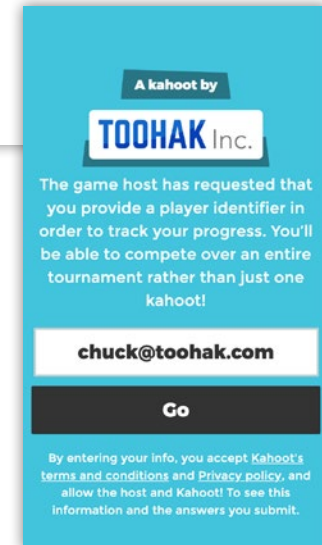 A kahoot by
TOOHAK Inc.
The game host has requested that
you provide a player identifier in
order to track your progress. You'll
be able to compete over an entire
tournament rather than just one
kahoot!
chuck@toohak.com
Go
By entering your info, you accept Kahoot's
terms and conditions and Privacy policy, and
allow the host and Kahoot! To see this
information and the answers you submit.